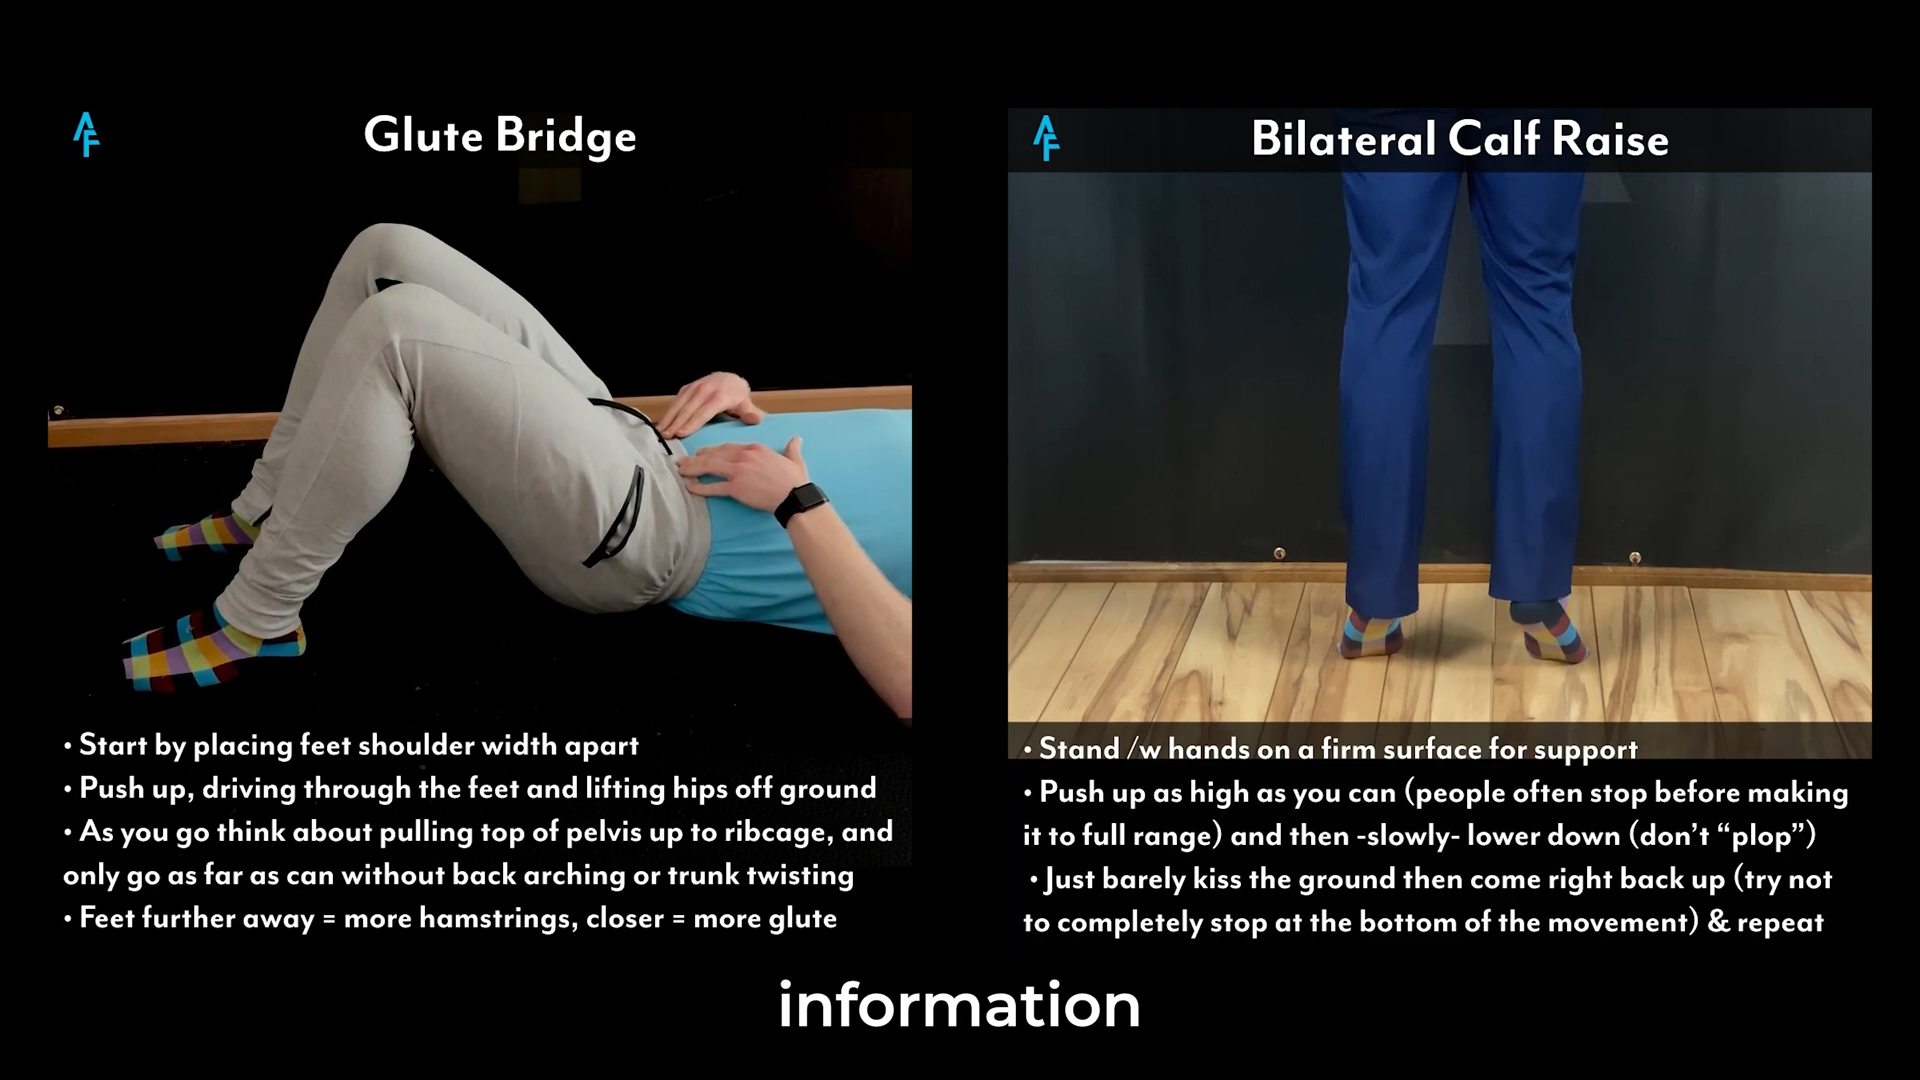 AF
Glute Bridge
• Start by placing feet shoulder width apart
• Push up, driving through the feet and lifting hips off ground
• As you go think about pulling top of pelvis up to ribcage, and
only go as far as can without back arching or trunk twisting
• Feet further away = more hamstrings, closer = more glute
AF
Bilateral Calf Raise
• Stand /w hands on a firm surface for support
• Push up as high as you can (people often stop before making
it to full range) and then -slowly- lower down (don’t “plop”)
• Just barely kiss the ground then come right back up (try not
to completely stop at the bottom of the movement) & repeat
information